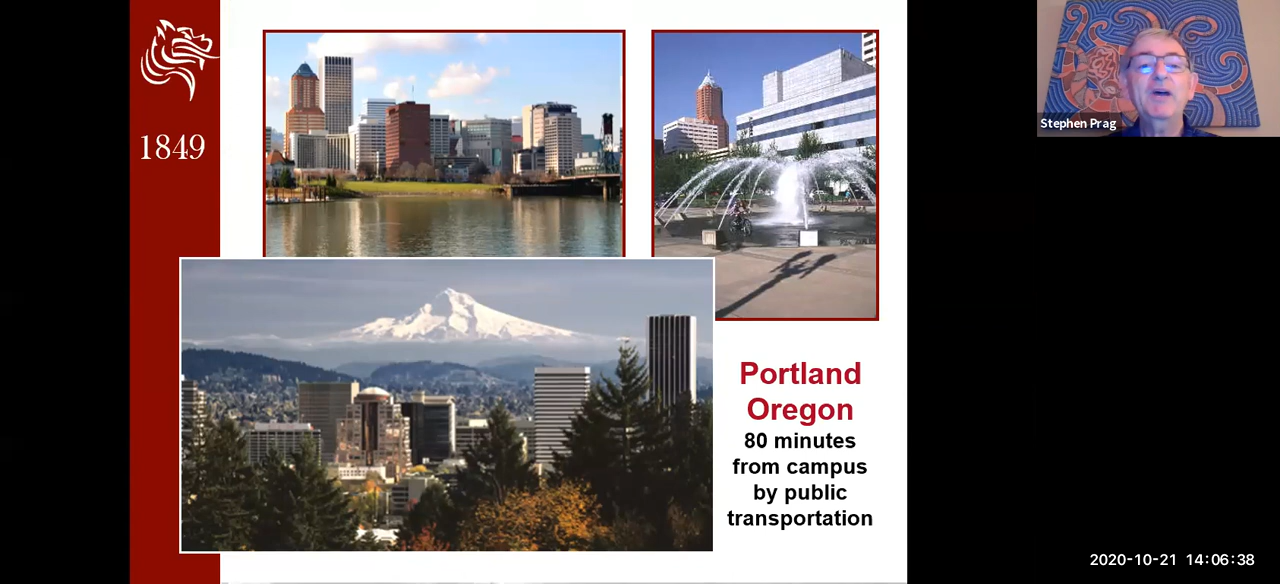 1849
Stephen Prag
Portland
Oregon
80 minutes
from campus
by public
transportation
2020-10-21 14:06:38